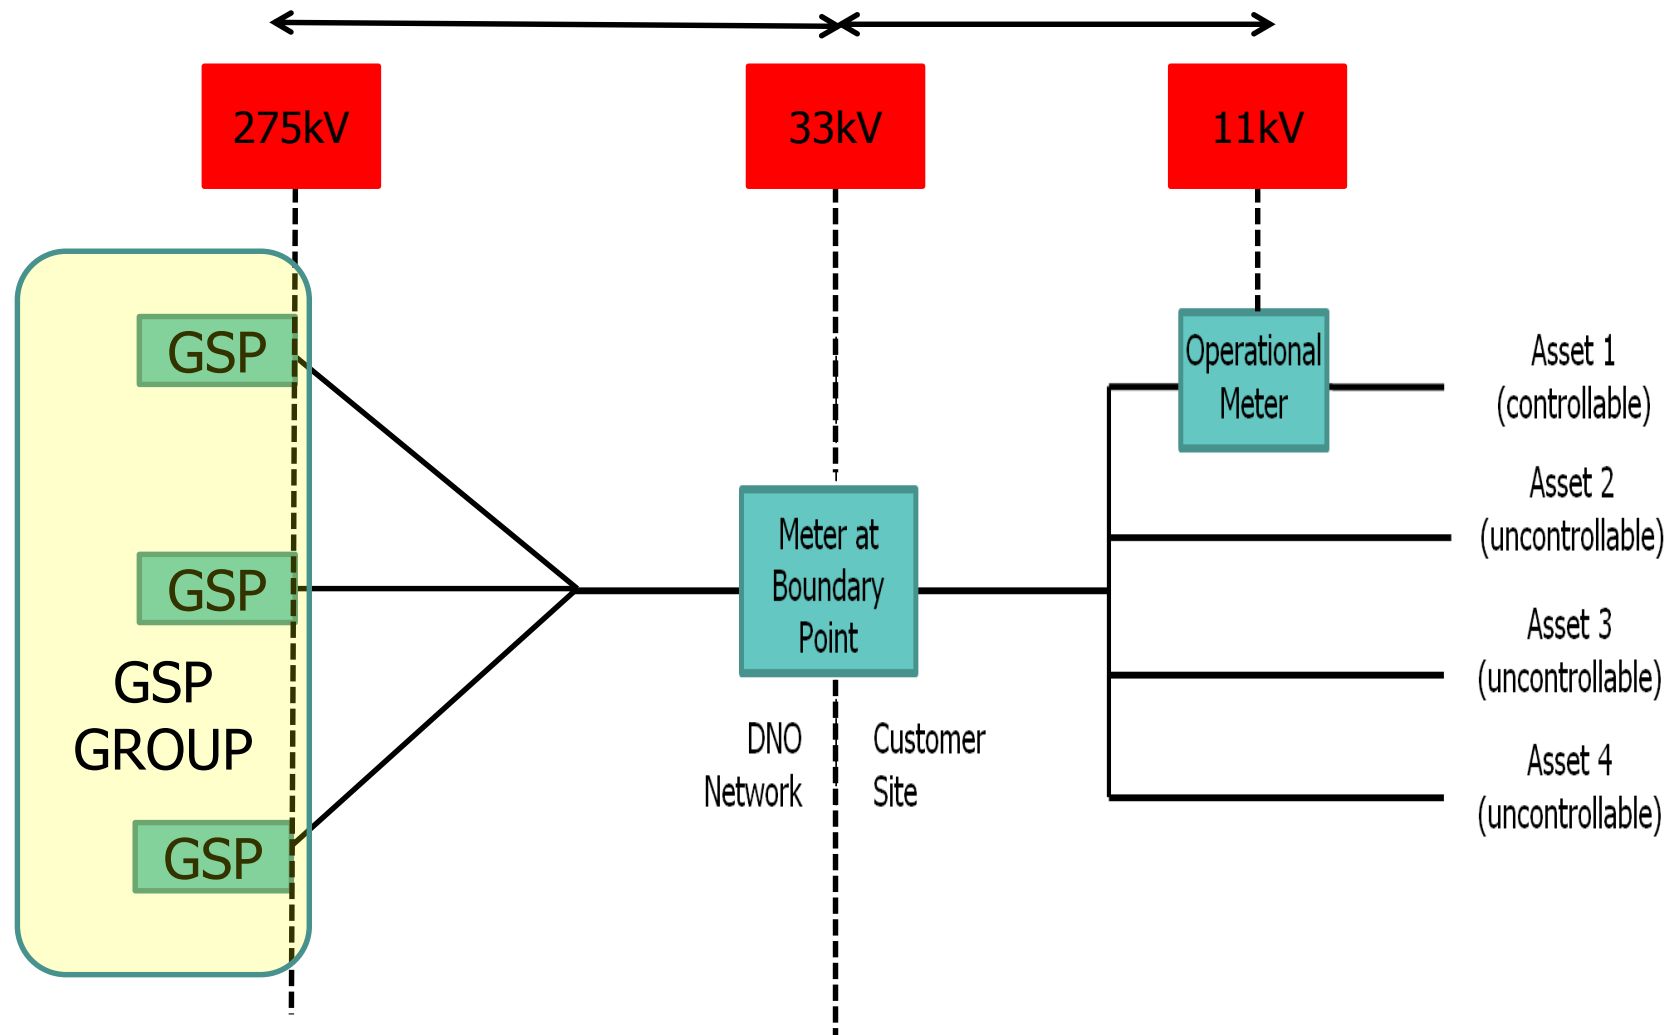 275kV
33kV
11kV
GSP
GSP
GSP
GROUP
GSP
Meter at
Boundary
Point
DNO
Network
Customer
Site
Operational
Meter
Asset 1
(controllable)
Asset 2
(uncontrollable)
Asset 3
(uncontrollable)
Asset 4
(uncontrollable)